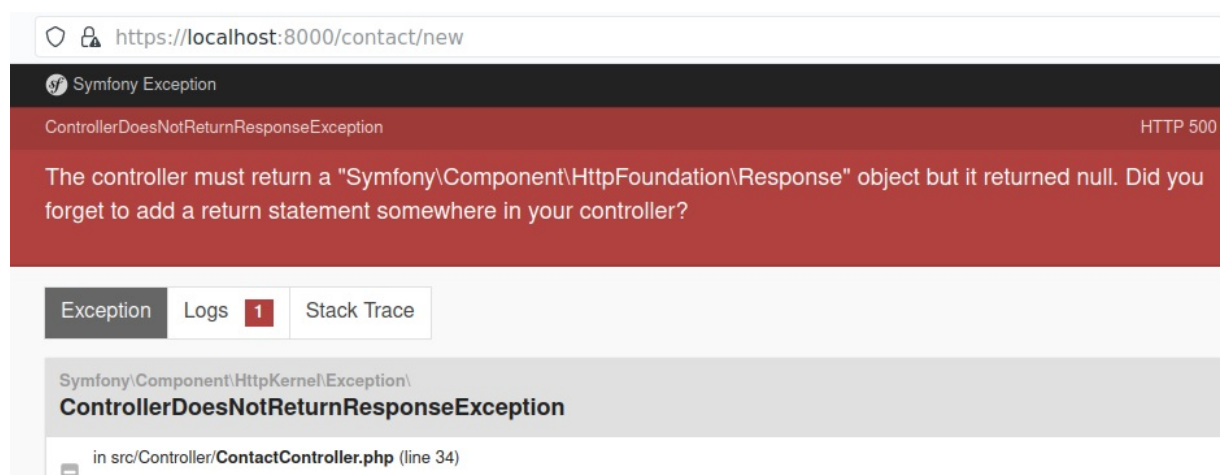 https://localhost:8000/contact/new
sf Symfony Exception
ControllerDoesNotReturnResponseException HTTP 500
The controller must return a "Symfony\Component\HttpFoundation\Response" object but it returned null. Did you
forget to add a return statement somewhere in your controller?
Exception Logs 1 Stack Trace
Symfony\Component\HttpKernel\Exception\
ControllerDoesNotReturnResponseException
in src/Controller/ContactController.php (line 34)